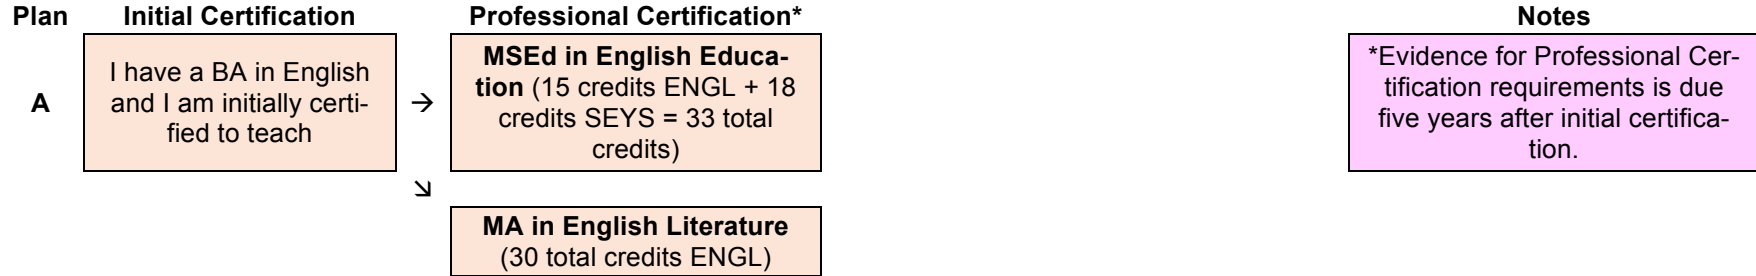 Plan Initial Certification Professional Certification* Notes
A
I have a BA in English
and I am initially certi-
fied to teach
→
MSEd in English Educa-
tion (15 credits ENGL + 18
credits SEYS = 33 total
credits)
*Evidence for Professional Cer-
tification requirements is due
five years after initial certifica-
tion.
↘
MA in English Literature
(30 total credits ENGL)